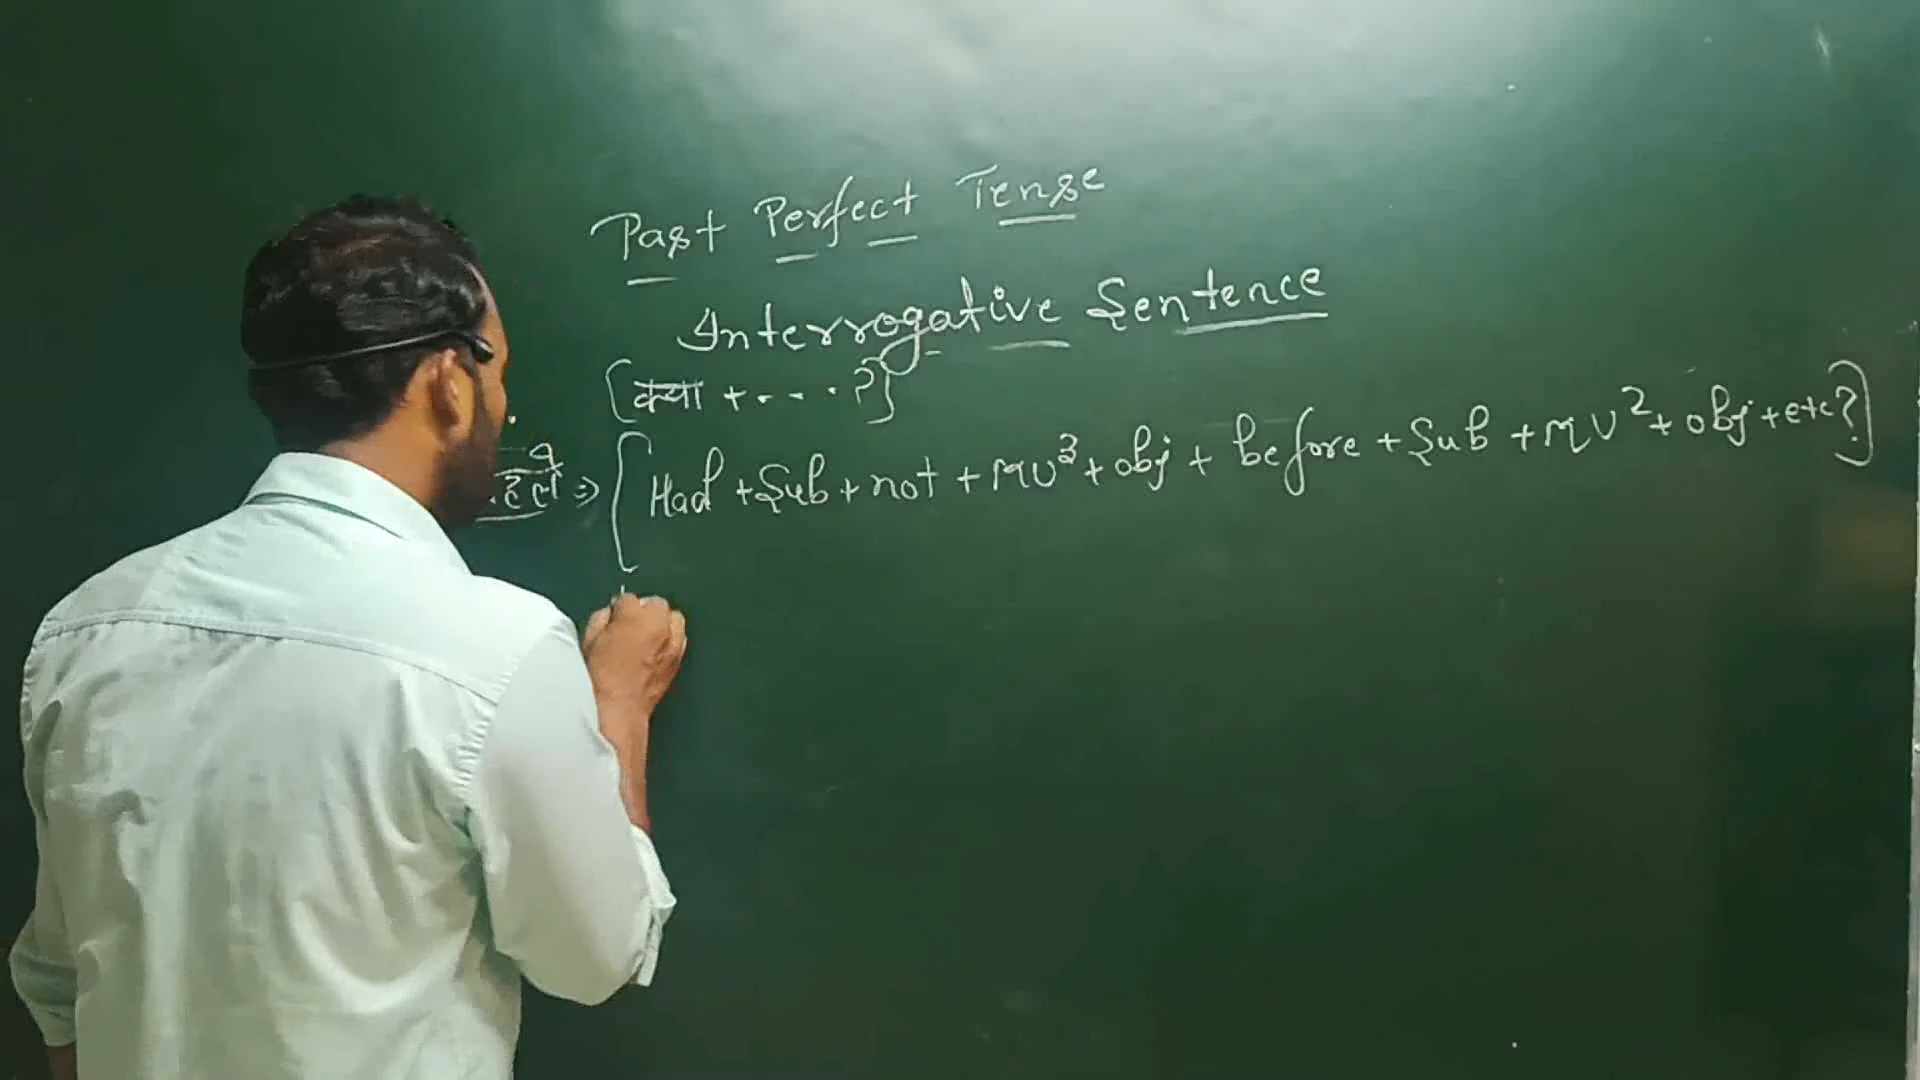 Past Perfect Tense
Interrogative Sentence
[क्या + . - - . ?]
⇒ [Had + Sub + not + MV³ + obj + before + Sub + MV² + obj + etc?]